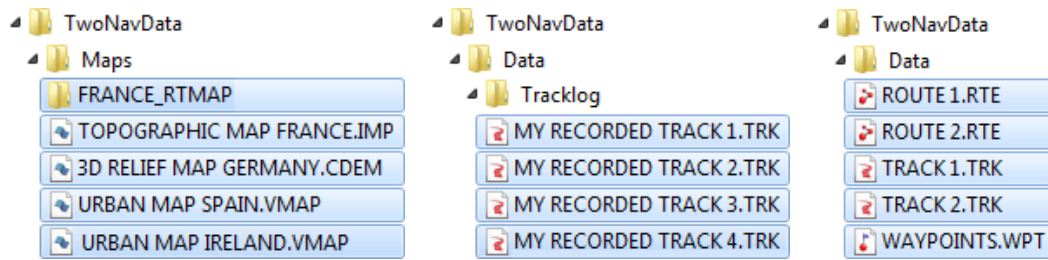 TwoNavData
Maps
FRANCE_RTMAP
TOPOGRAPHIC MAP FRANCE.IMP
3D RELIEF MAP GERMANY.CDEM
URBAN MAP SPAIN.VMAP
URBAN MAP IRELAND.VMAP
TwoNavData
Data
Tracklog
MY RECORDED TRACK 1.TRK
MY RECORDED TRACK 2.TRK
MY RECORDED TRACK 3.TRK
MY RECORDED TRACK 4.TRK
TwoNavData
Data
ROUTE 1.RTE
ROUTE 2.RTE
TRACK 1.TRK
TRACK 2.TRK
WAYPOINTS.WPT